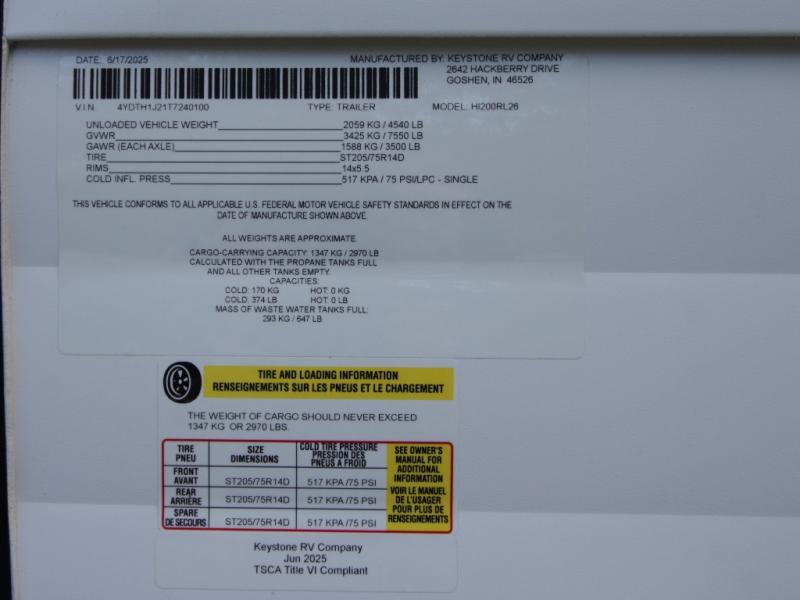 DATE: 6/17/2025 MANUFACTURED BY: KEYSTONE RV COMPANY
2642 HACKBERRY DRIVE
GOSHEN, IN 46526
V.I.N. 4YDTH1J21T7240100 TYPE: TRAILER MODEL: HI200RL26
UNLOADED VEHICLE WEIGHT 2059 KG / 4540 LB
GVWR 3425 KG / 7550 LB
GAWR (EACH AXLE) 1588 KG / 3500 LB
TIRE ST205/75R14D
RIMS 14x5.5
COLD INFL. PRESS 517 KPA / 75 PSI/LPC - SINGLE
THIS VEHICLE CONFORMS TO ALL APPLICABLE U.S. FEDERAL MOTOR VEHICLE SAFETY STANDARDS IN EFFECT ON THE
DATE OF MANUFACTURE SHOWN ABOVE.
ALL WEIGHTS ARE APPROXIMATE.
CARGO-CARRYING CAPACITY: 1347 KG / 2970 LB
CALCULATED WITH THE PROPANE TANKS FULL
AND ALL OTHER TANKS EMPTY.
CAPACITIES:
COLD: 170 KG HOT: 0 KG
COLD: 374 LB HOT: 0 LB
MASS OF WASTE WATER TANKS FULL:
293 KG / 647 LB
TIRE AND LOADING INFORMATION
RENSEIGNEMENTS SUR LES PNEUS ET LE CHARGEMENT
THE WEIGHT OF CARGO SHOULD NEVER EXCEED
1347 KG OR 2970 LBS.
TIRE
PNEU
SIZE
DIMENSIONS
COLD TIRE PRESSURE
PRESSION DES
PNEUS A FROID
SEE OWNER'S
MANUAL FOR
ADDITIONAL
INFORMATION
VOIR LE MANUEL
DE L'USAGER
POUR PLUS DE
RENSEIGNEMENTS
FRONT
AVANT
ST205/75R14D 517 KPA /75 PSI
REAR
ARRIÈRE
ST205/75R14D 517 KPA /75 PSI
SPARE
DE SECOURS
ST205/75R14D 517 KPA /75 PSI
Keystone RV Company
Jun 2025
TSCA Title VI Compliant